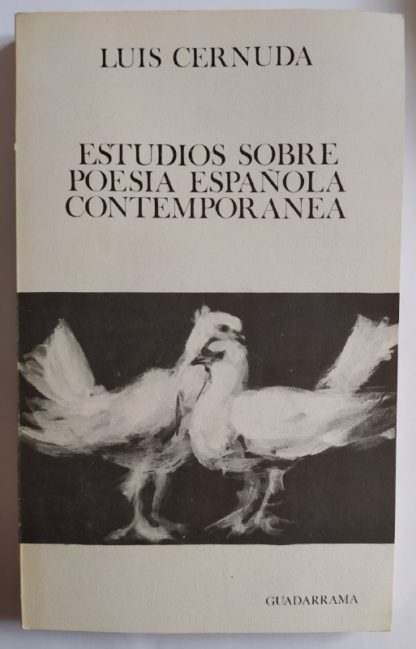 LUIS CERNUDA
ESTUDIOS SOBRE
POESIA ESPAÑOLA
CONTEMPORANEA
GUADARRAMA